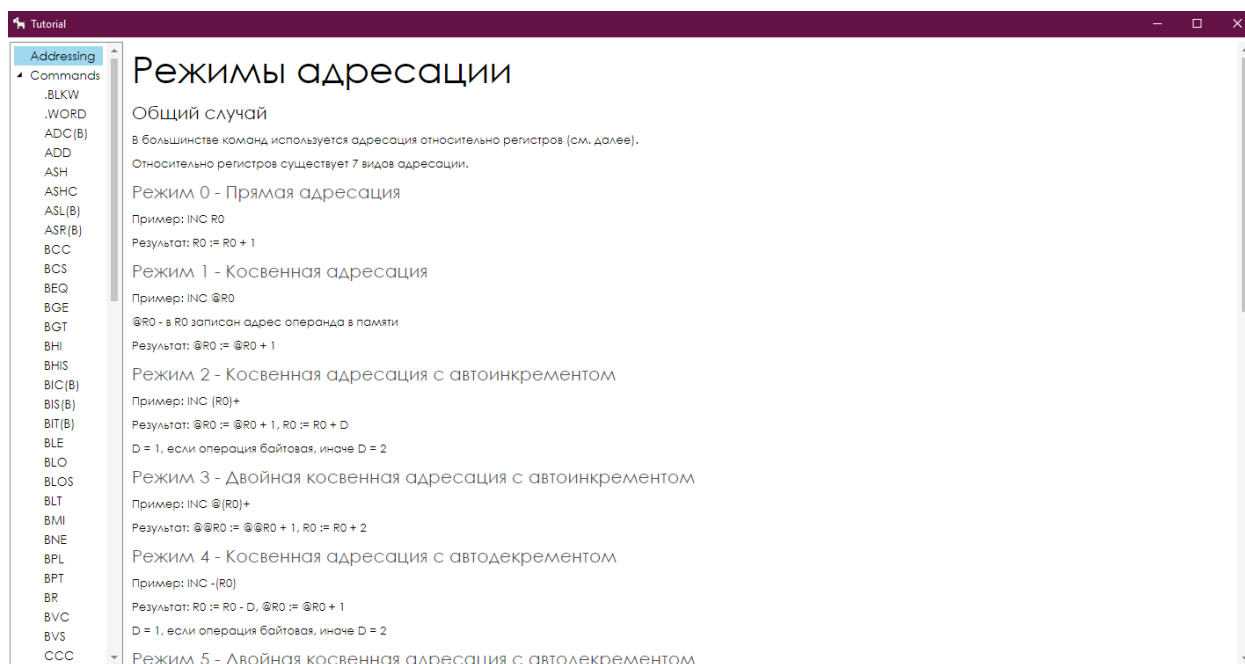 Tutorial
Addressing
Commands
.BLKW
.WORD
ADC(B)
ADD
ASH
ASHC
ASL(B)
ASR(B)
BCC
BCS
BEQ
BGE
BGT
BHI
BHIS
BIC(B)
BIS(B)
BIT(B)
BLE
BLO
BLOS
BLT
BMI
BNE
BPL
BPT
BR
BVC
BVS
CCC
Режимы адресации
Общий случай
В большинстве команд используется адресация относительно регистров (см. далее).
Относительно регистров существует 7 видов адресации.
Режим 0 - Прямая адресация
Пример: INC R0
Результат: R0 := R0 + 1
Режим 1 - Косвенная адресация
Пример: INC @R0
@R0 - в R0 записан адрес операнда в памяти
Результат: @R0 := @R0 + 1
Режим 2 - Косвенная адресация с автоинкрементом
Пример: INC (R0)+
Результат: @R0 := @R0 + 1, R0 := R0 + D
D = 1, если операция байтовая, иначе D = 2
Режим 3 - Двойная косвенная адресация с автоинкрементом
Пример: INC @(R0)+
Результат: @@R0 := @@R0 + 1, R0 := R0 + 2
Режим 4 - Косвенная адресация с автодекрементом
Пример: INC -(R0)
Результат: R0 := R0 - D, @R0 := @R0 + 1
D = 1, если операция байтовая, иначе D = 2
Режим 5 - Двойная косвенная адресация с автодекрементом